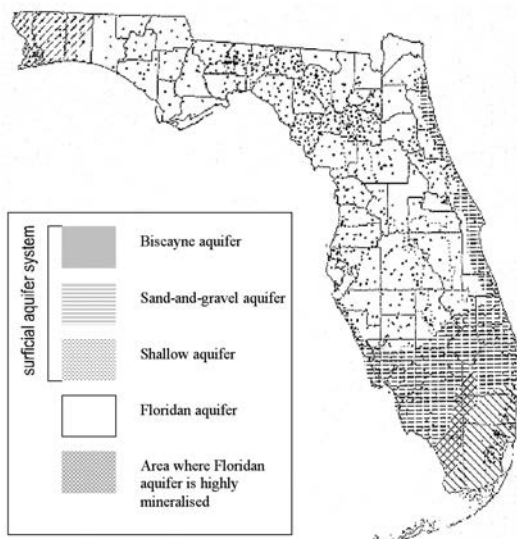 surficial aquifer system
Biscayne aquifer
Sand-and-gravel aquifer
Shallow aquifer
Floridan aquifer
Area where Floridan
aquifer is highly
mineralised